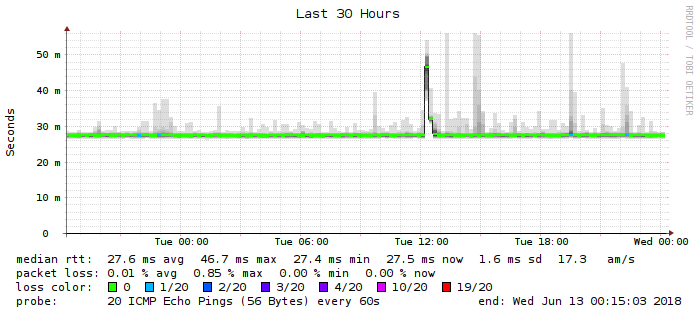 Last 30 Hours
RRDTOOL / TOBI OETIKER
Seconds
50 m
40 m
30 m
20 m
10 m
0
Tue 00:00 Tue 06:00 Tue 12:00 Tue 18:00 Wed 00:00
median rtt: 27.6 ms avg 46.7 ms max 27.4 ms min 27.5 ms now 1.6 ms sd 17.3 am/s
packet loss: 0.01 % avg 0.85 % max 0.00 % min 0.00 % now
loss color: 0 1/20 2/20 3/20 4/20 10/20 19/20
probe: 20 ICMP Echo Pings (56 Bytes) every 60s end: Wed Jun 13 00:15:03 2018